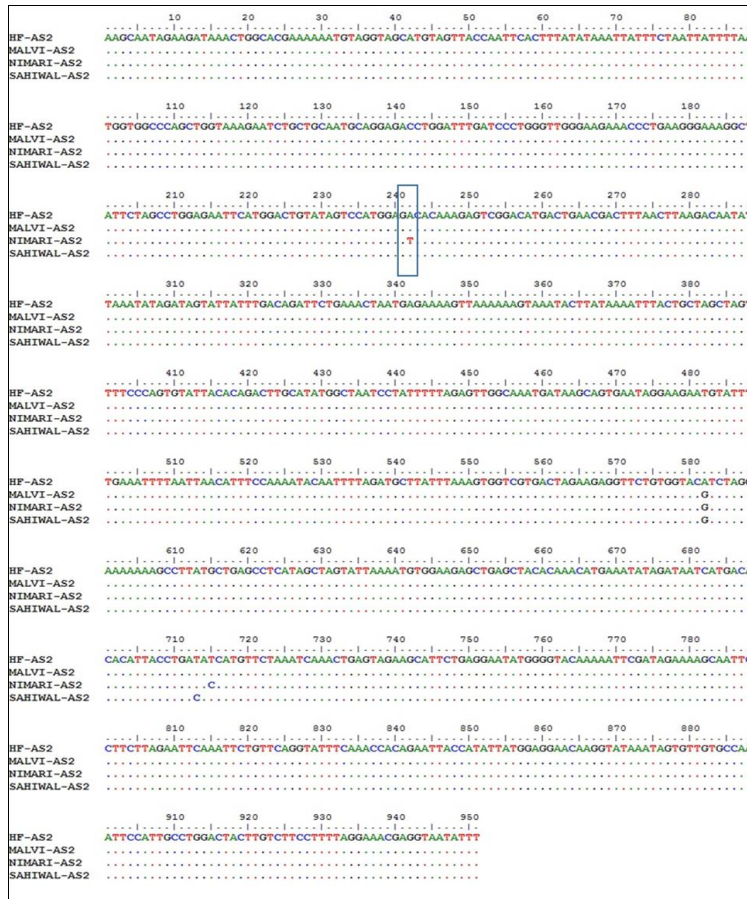 10 20 30 40 50 60 70 80
HF-AS2 AAGCAATAGAAGATAAACTGGCACGAAAAAATGTAGGTAGCATGTAGTTACCAATTCACTTTATATAAATTATTTCTAATTATTTTAA
MALVI-AS2
NIMARI-AS2
SAHIWAL-AS2
110 120 130 140 150 160 170 180
HF-AS2 TGGTGGCCCAGCTGGTAAAGAATCTGCTGCAATGCAGGAGACCTGGATTTGATCCCTGGGTTGGGAAGAAACCCTGAAGGGAAAGGCT
MALVI-AS2
NIMARI-AS2
SAHIWAL-AS2
210 220 230 240 250 260 270 280
HF-AS2 ATTCTAGCCTGGAGAATTCATGGACTGTATAGTCCATGGAGACACAAAGAGTCGGACATGACTGAACGACTTTAACTTAAGACAATAT
MALVI-AS2
NIMARI-AS2 T
SAHIWAL-AS2
310 320 330 340 350 360 370 380
HF-AS2 TAAATATAGATAGTATTATTTGACAGATTCTGAAACTAATGAGAAAAGTTAAAAAAGTAAATACTTATAAAATTTACTGCTAGCTAG
MALVI-AS2
NIMARI-AS2
SAHIWAL-AS2
410 420 430 440 450 460 470 480
HF-AS2 TTTCCCAGTGTATTACACAGACTTGCATATGGCTAATCCTATTTTTAGAGTTGGCAAATGATAAGCAGTGAATAGGAAGAATGTATTT
MALVI-AS2
NIMARI-AS2
SAHIWAL-AS2
510 520 530 540 550 560 570 580
HF-AS2 TGAAATTTTAATTAACATTTCCAAAATACAATTTTAGATGCTTATTTAAAGTGGTCGTGACTAGAAGAGGTTCTGTGGTACATCTAGG
MALVI-AS2 G
NIMARI-AS2 G
SAHIWAL-AS2 G
610 620 630 640 650 660 670 680
HF-AS2 AAAAAAAGCCTTATGCTGAGCCTCATAGCTAGTATTAAAATGTGGAAGAGCTGAGCTACACAAACATGAAATATAGATAATCATGACA
MALVI-AS2
NIMARI-AS2
SAHIWAL-AS2
710 720 730 740 750 760 770 780
HF-AS2 CACATTACCTGATATCATGTTCTAAATCAAACTGAGTAGAAGCATTCTGAGGAATATGGGGTACAAAAATTCGATAGAAAAGCAATTC
MALVI-AS2
NIMARI-AS2 C
SAHIWAL-AS2 C
810 820 830 840 850 860 870 880
HF-AS2 CTTCTTAGAATTCAAATTCTGTTCAGGTATTTCAAACCACAGAATTACCATATTATGGAGGAACAAGGTATAAATAGTGTTGTGCCAA
MALVI-AS2
NIMARI-AS2
SAHIWAL-AS2
910 920 930 940 950
HF-AS2 ATTCCATTGCCTGGACTACTTGTCTTCCTTTTAGGAAACGAGGTAATATTT
MALVI-AS2
NIMARI-AS2
SAHIWAL-AS2